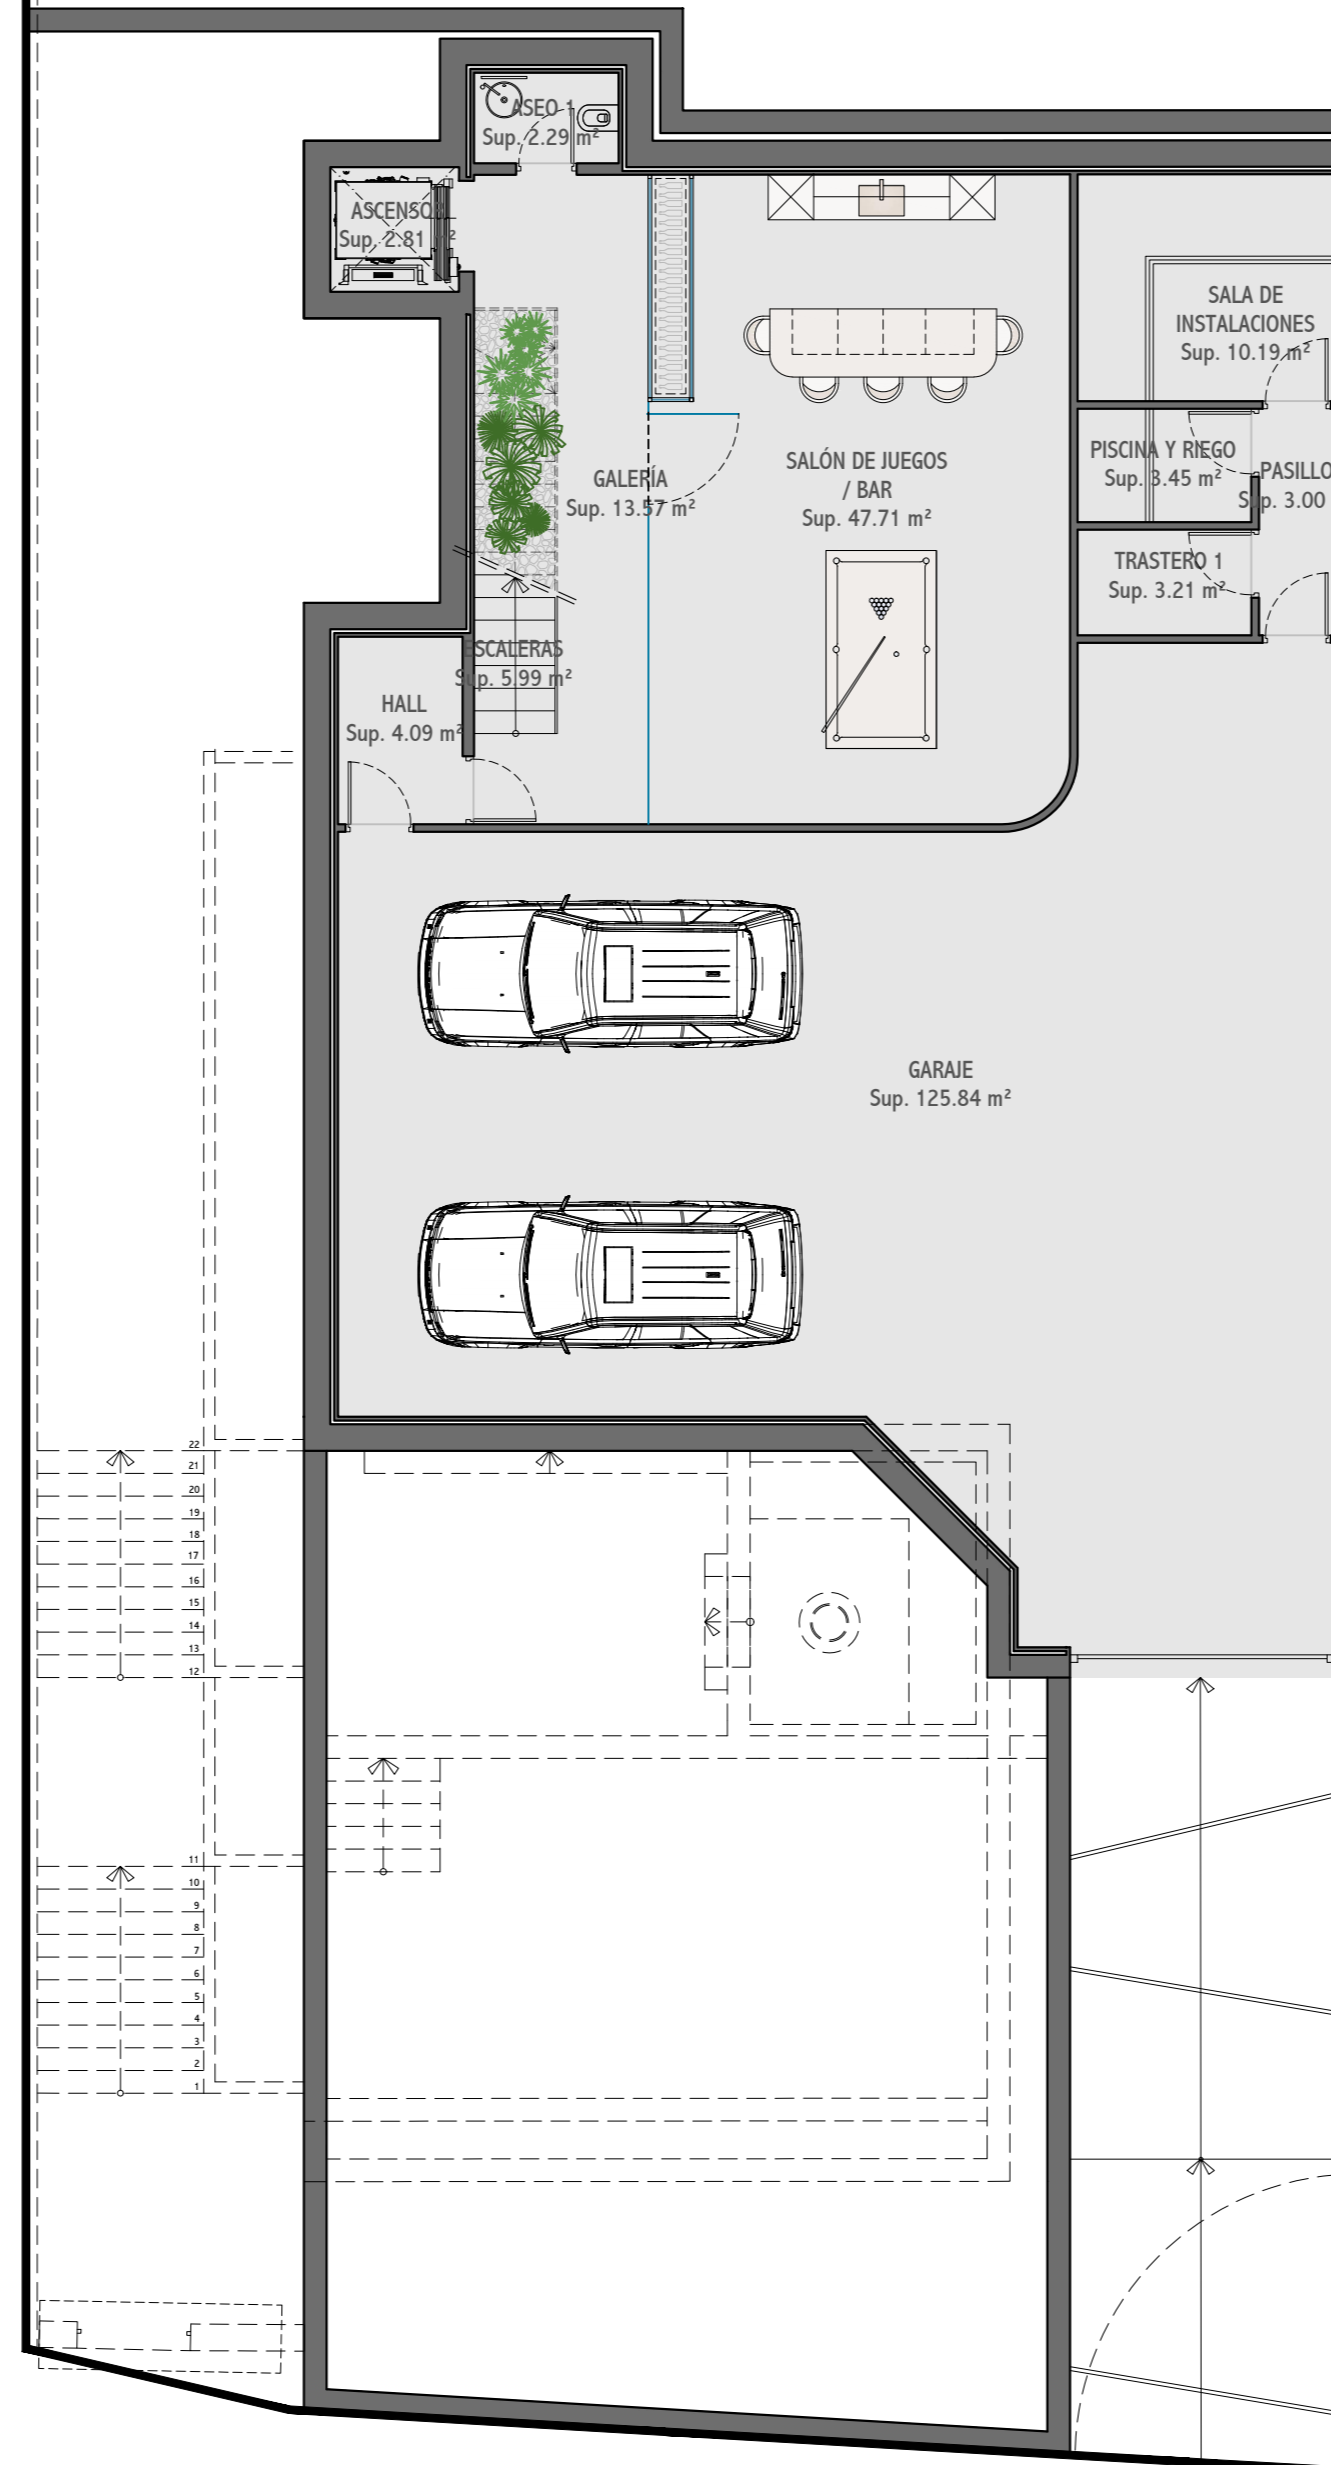 ASEO 1
Sup. 2.29 m²
ASCENSOR
Sup. 2.81 m²
SALA DE
INSTALACIONES
Sup. 10.19 m²
PISCINA Y RIEGO
Sup. 3.45 m²
PASILLO
Sup. 3.00
SALÓN DE JUEGOS
/ BAR
Sup. 47.71 m²
GALERÍA
Sup. 13.57 m²
TRASTERO 1
Sup. 3.21 m²
ESCALERAS
Sup. 5.99 m²
HALL
Sup. 4.09 m²
GARAJE
Sup. 125.84 m²
22
21
20
19
18
17
16
15
14
13
12
11
10
9
8
7
6
5
4
3
2
1